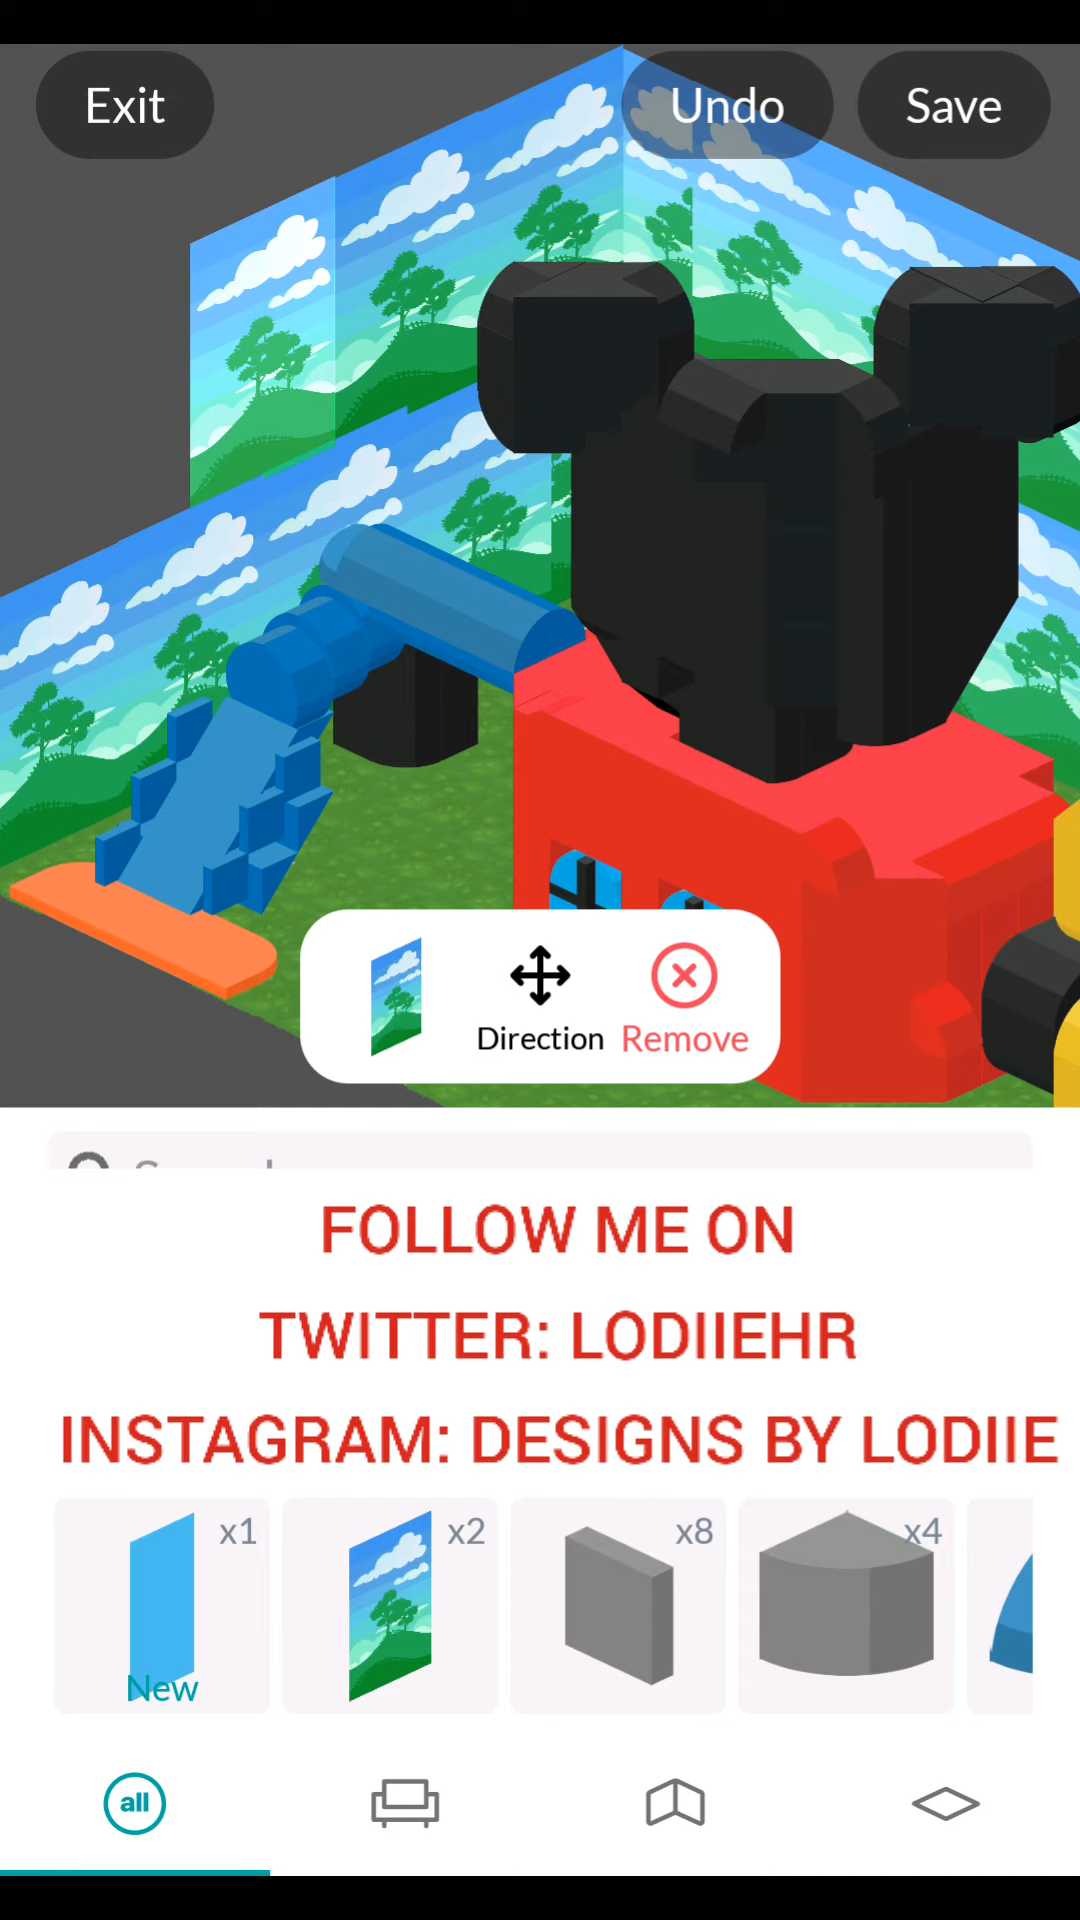 Exit
Undo
Save
Direction
Remove
FOLLOW ME ON
TWITTER: LODIIEHR
INSTAGRAM: DESIGNS BY LODIIE
x1
x2
x8
x4
New
all